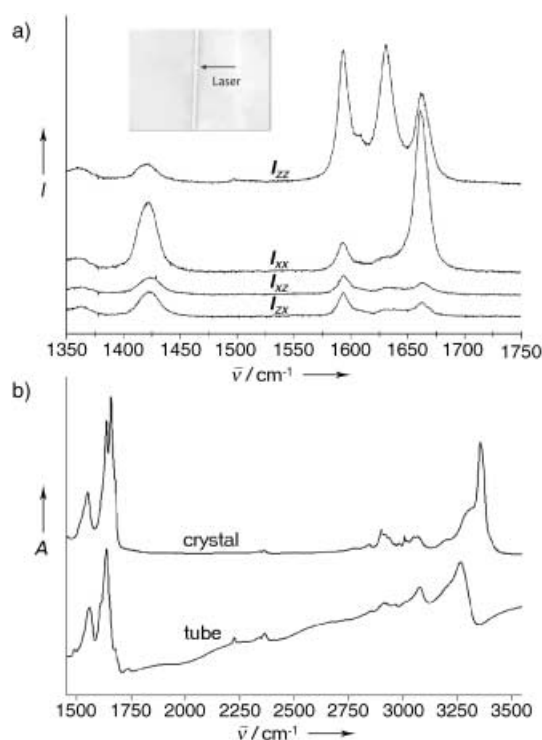 a)
Laser
I
I_zz
I_xx
I_xz
I_zx
1350 1400 1450 1500 1550 1600 1650 1700 1750
ν̄ / cm⁻¹
b)
A
crystal
tube
1500 1750 2000 2250 2500 2750 3000 3250 3500
ν̄ / cm⁻¹